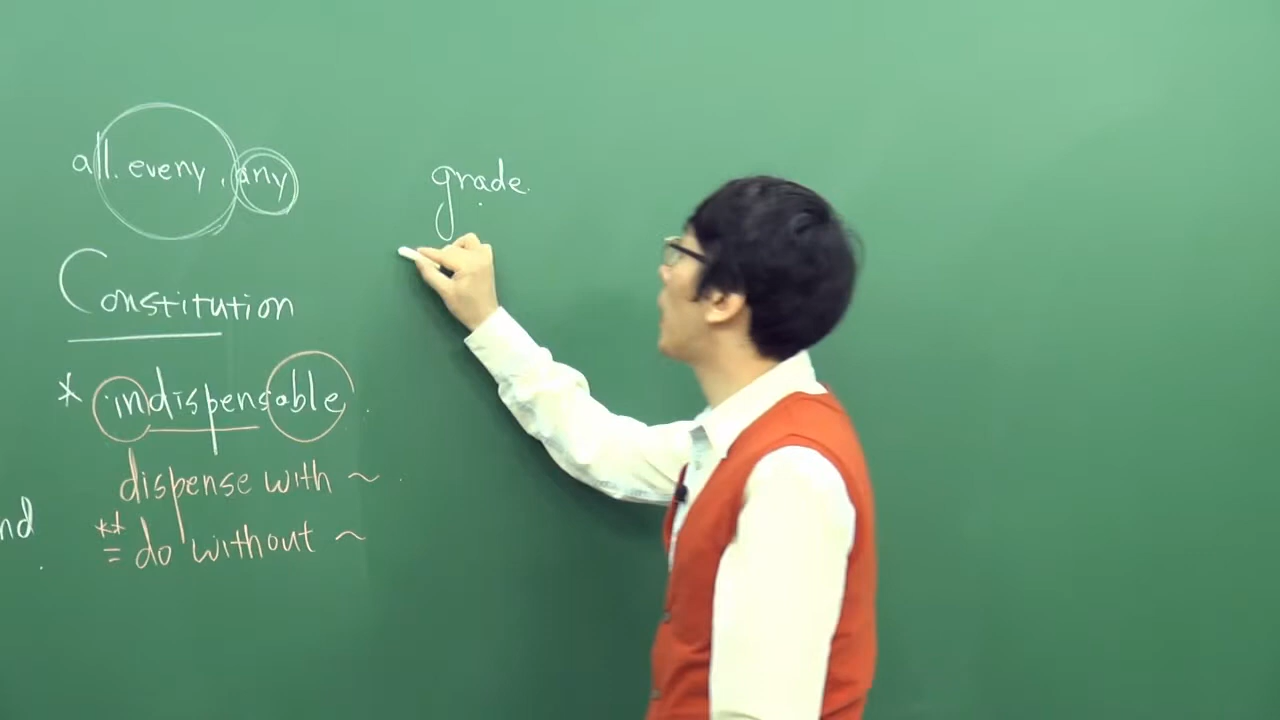 all. every, any
grade.
Constitution
* indispensable.
dispense with ~.
nd.
** = do without ~